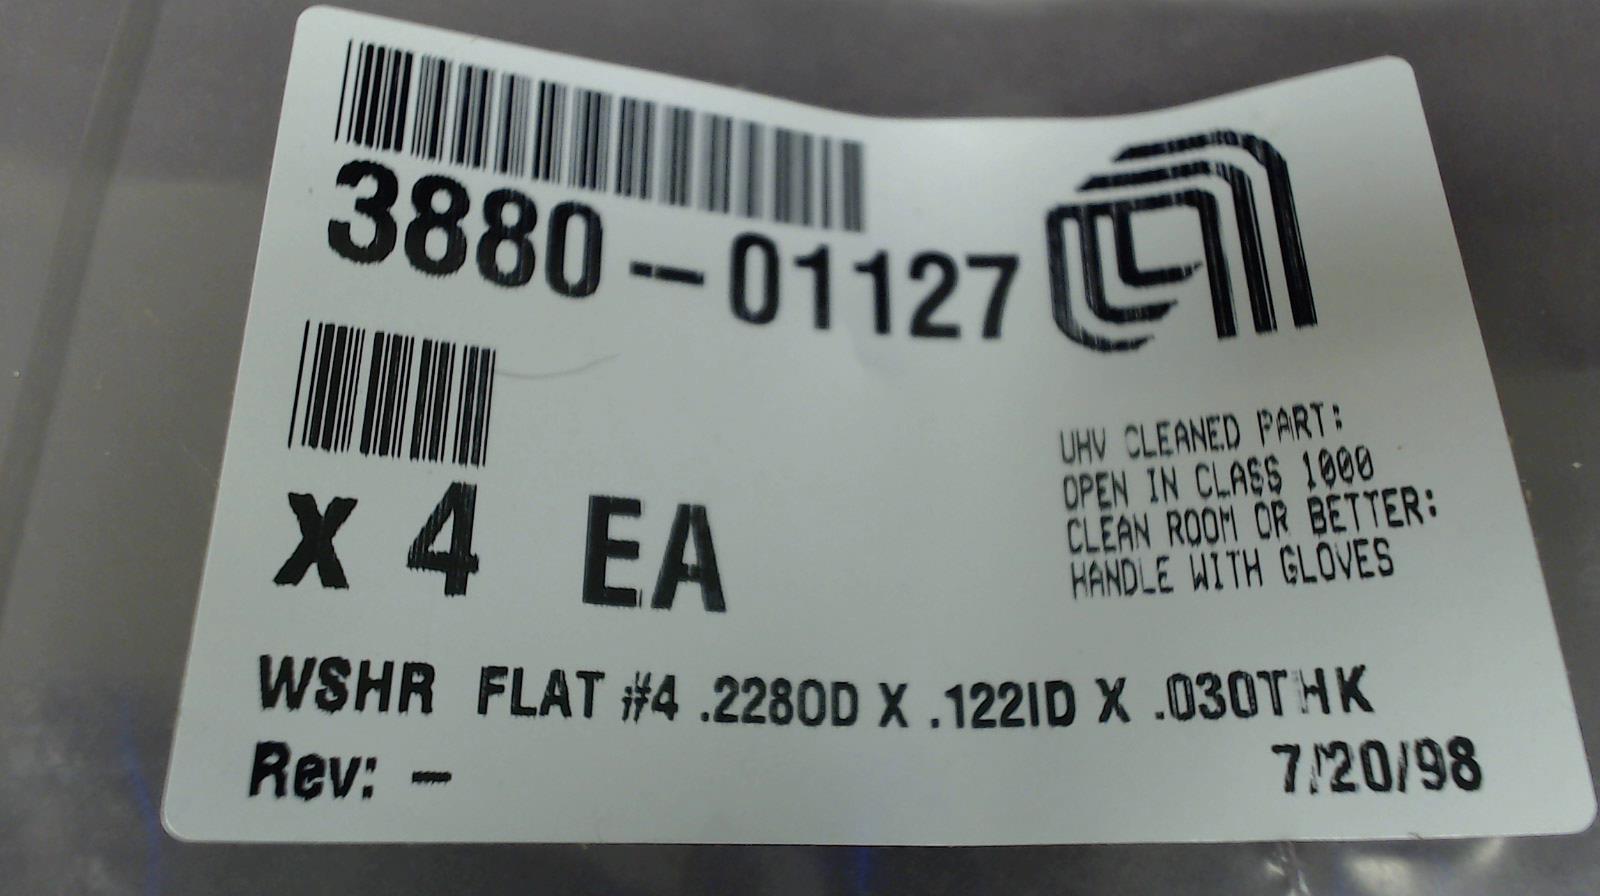 3880-01127
X 4 EA
UHV CLEANED PART:
OPEN IN CLASS 1000
CLEAN ROOM OR BETTER:
HANDLE WITH GLOVES
WSHR FLAT #4 .228OD X .122ID X .030THK
Rev: -
7/20/98